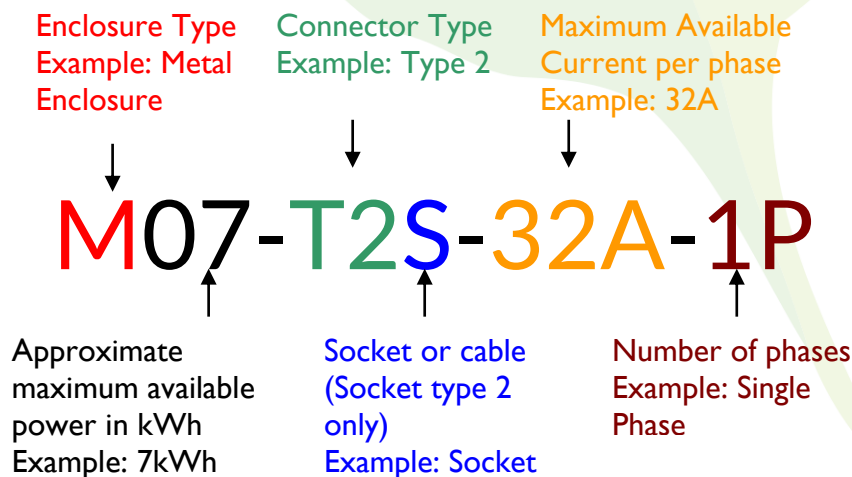 Enclosure Type
Example: Metal
Enclosure
Connector Type
Example: Type 2
Maximum Available
Current per phase
Example: 32A
M07-T2S-32A-1P
Approximate
maximum available
power in kWh
Example: 7kWh
Socket or cable
(Socket type 2
only)
Example: Socket
Number of phases
Example: Single
Phase